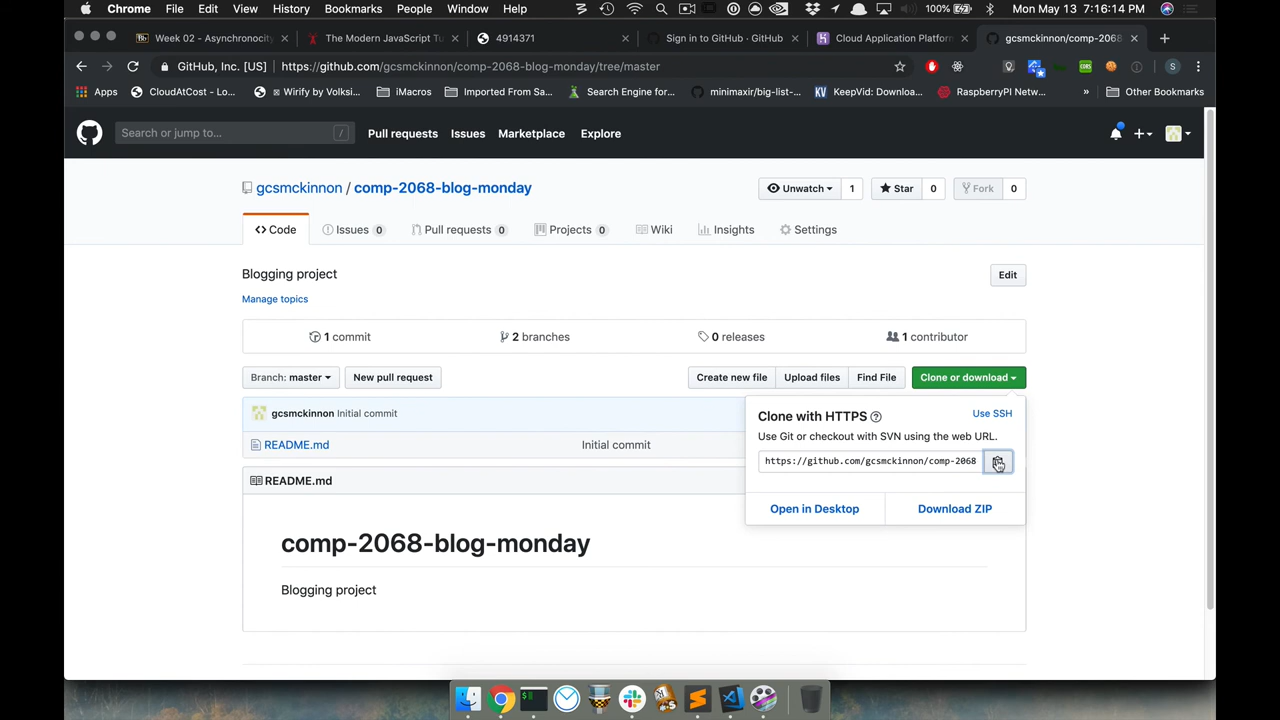 Chrome File Edit View History Bookmarks People Window Help 100% Mon May 13 7:16:14 PM
Week 02 - Asynchronocity The Modern JavaScript Tu 4914371 Sign in to GitHub · GitHub Cloud Application Platform gcsmckinnon/comp-2068
GitHub, Inc. [US] https://github.com/gcsmckinnon/comp-2068-blog-monday/tree/master S
Apps CloudAtCost - Lo... Wirify by Volksi... iMacros Imported From Sa... Search Engine for... minimaxir/big-list-... KV KeepVid: Downloa... RaspberryPI Netw... » Other Bookmarks
Search or jump to... / Pull requests Issues Marketplace Explore
gcsmckinnon / comp-2068-blog-monday Unwatch 1 Star 0 Fork 0
Code Issues 0 Pull requests 0 Projects 0 Wiki Insights Settings
Blogging project Edit
Manage topics
1 commit 2 branches 0 releases 1 contributor
Branch: master New pull request Create new file Upload files Find File Clone or download
gcsmckinnon Initial commit
README.md Initial commit
Clone with HTTPS Use SSH
Use Git or checkout with SVN using the web URL.
https://github.com/gcsmckinnon/comp-2068
Open in Desktop Download ZIP
README.md
comp-2068-blog-monday
Blogging project